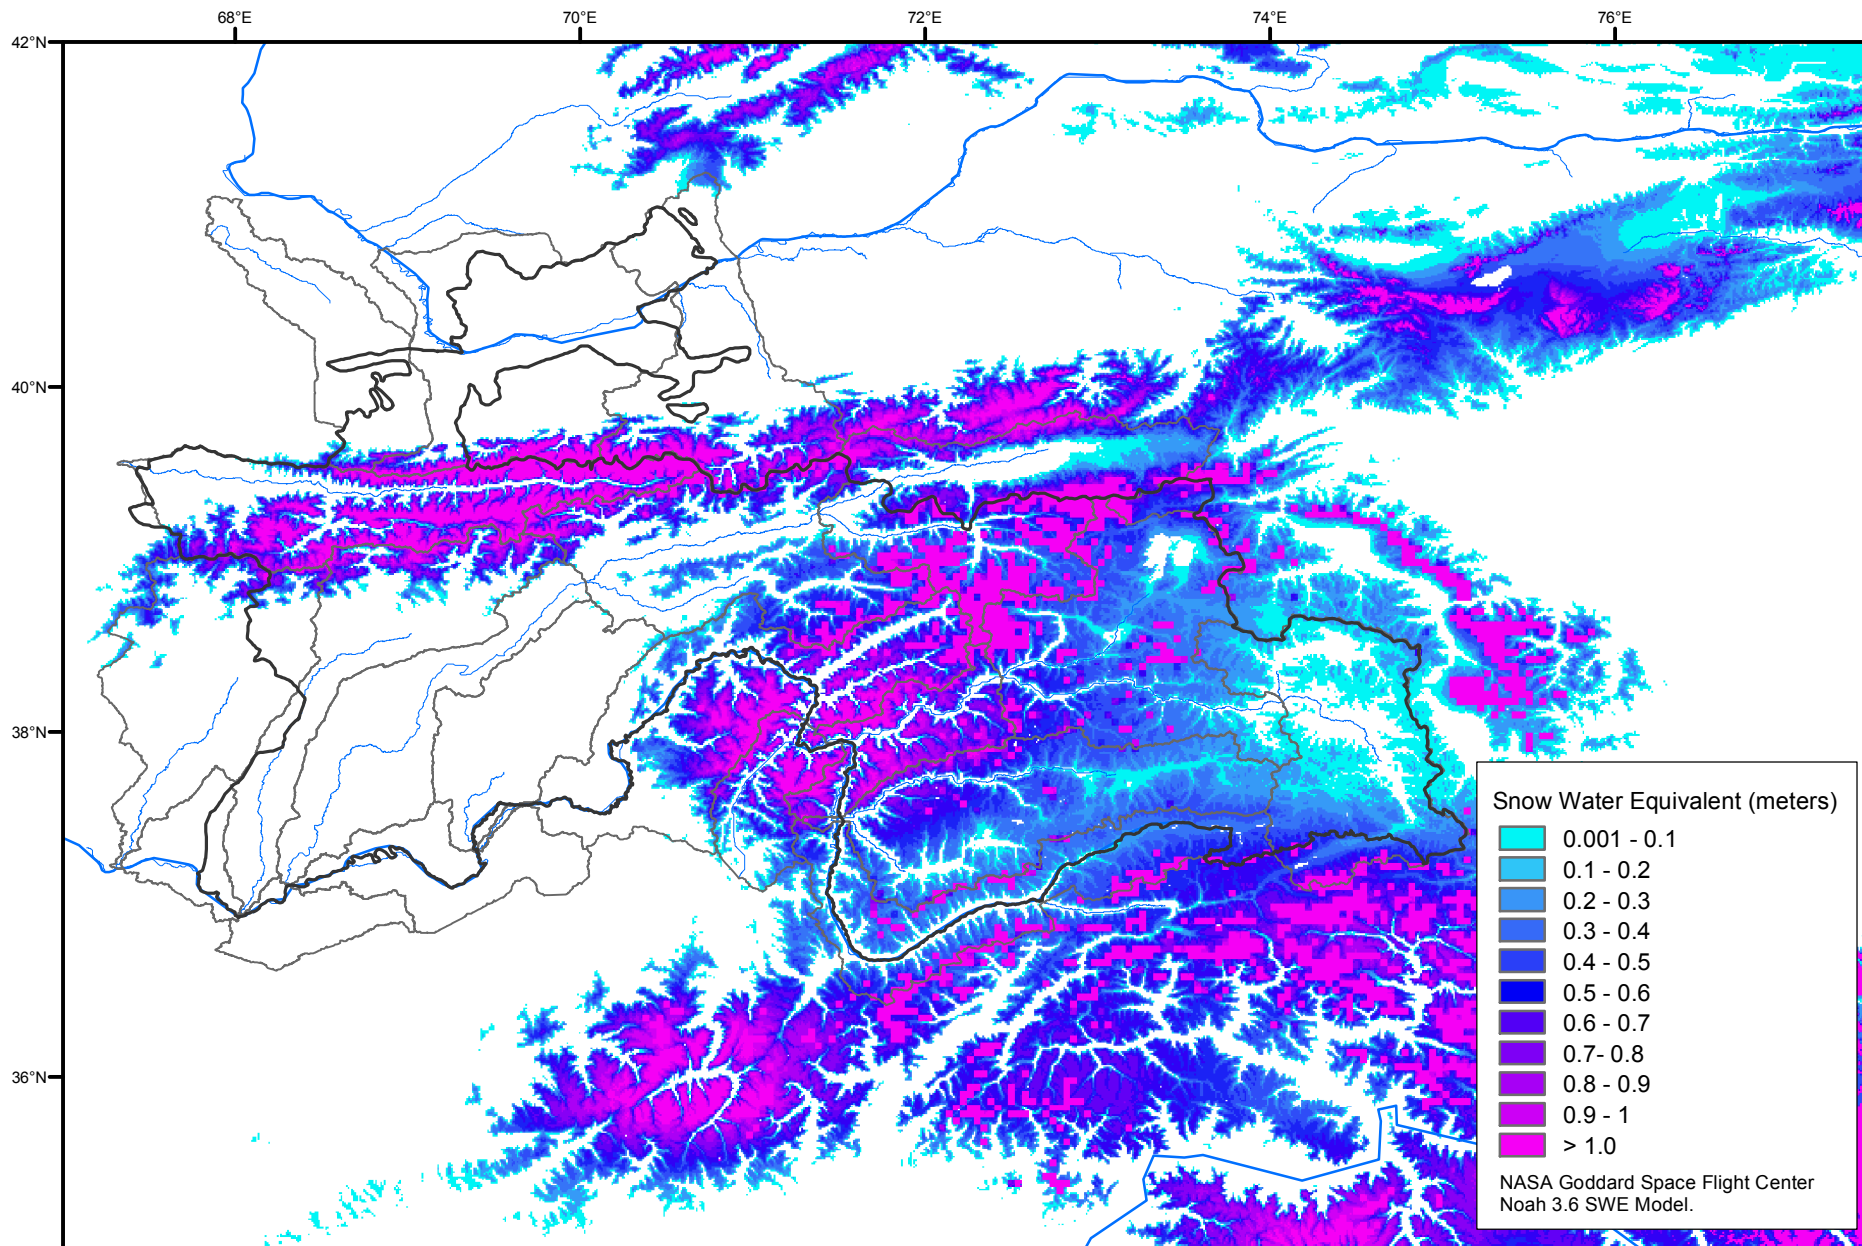 68°E 70°E 72°E 74°E 76°E
42°N
40°N
38°N
36°N
Snow Water Equivalent (meters)
0.001 - 0.1
0.1 - 0.2
0.2 - 0.3
0.3 - 0.4
0.4 - 0.5
0.5 - 0.6
0.6 - 0.7
0.7- 0.8
0.8 - 0.9
0.9 - 1
> 1.0
NASA Goddard Space Flight Center
Noah 3.6 SWE Model.